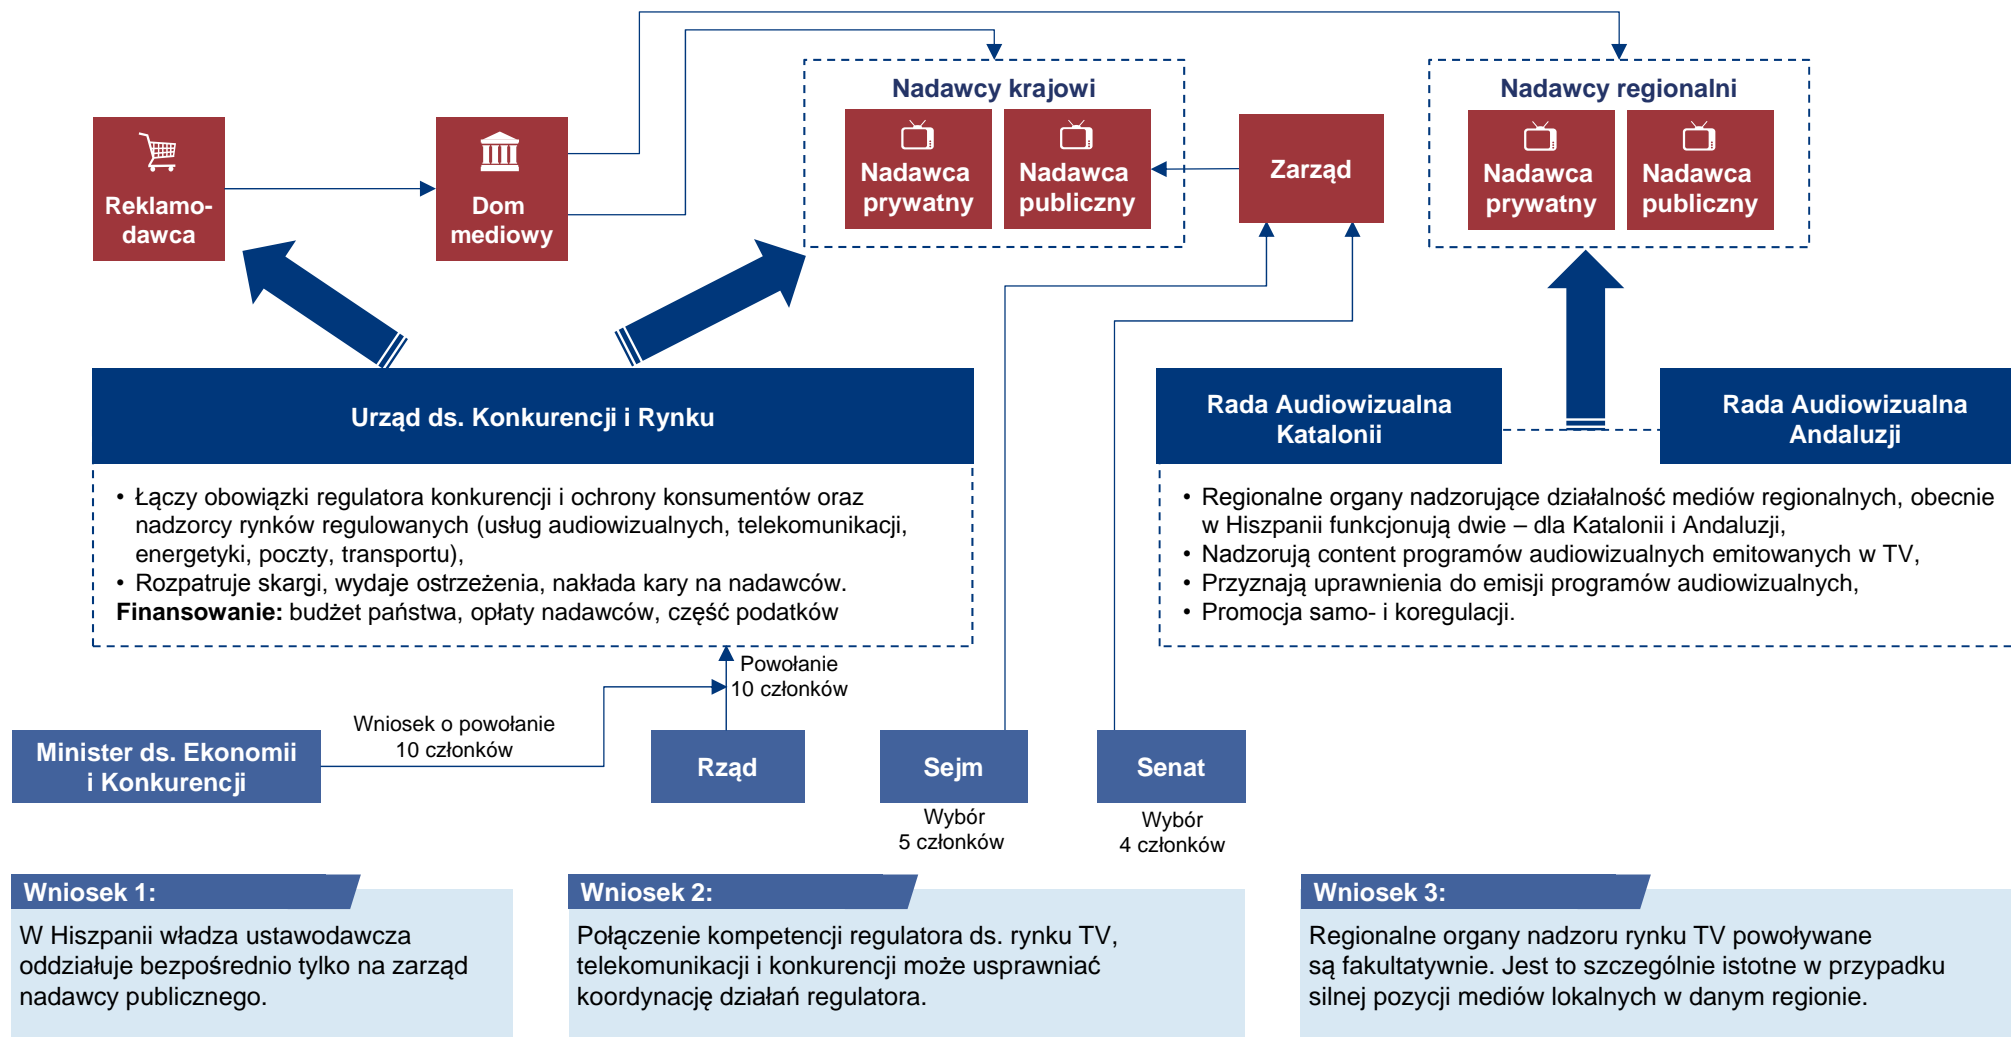 Nadawcy krajowi
Nadawca
prywatny
Nadawca
publiczny
Nadawcy regionalni
Nadawca
prywatny
Nadawca
publiczny
Reklamo-
dawca
Dom
mediowy
Zarząd
Urząd ds. Konkurencji i Rynku
• Łączy obowiązki regulatora konkurencji i ochrony konsumentów oraz
nadzorcy rynków regulowanych (usług audiowizualnych, telekomunikacji,
energetyki, poczty, transportu),
• Rozpatruje skargi, wydaje ostrzeżenia, nakłada kary na nadawców.
Finansowanie: budżet państwa, opłaty nadawców, część podatków
Rada Audiowizualna
Katalonii
Rada Audiowizualna
Andaluzji
• Regionalne organy nadzorujące działalność mediów regionalnych, obecnie
w Hiszpanii funkcjonują dwie – dla Katalonii i Andaluzji,
• Nadzorują content programów audiowizualnych emitowanych w TV,
• Przyznają uprawnienia do emisji programów audiowizualnych,
• Promocja samo- i koregulacji.
Powołanie
10 członków
Wniosek o powołanie
10 członków
Minister ds. Ekonomii
i Konkurencji
Rząd
Sejm
Wybór
5 członków
Senat
Wybór
4 członków
Wniosek 1:
W Hiszpanii władza ustawodawcza
oddziałuje bezpośrednio tylko na zarząd
nadawcy publicznego.
Wniosek 2:
Połączenie kompetencji regulatora ds. rynku TV,
telekomunikacji i konkurencji może usprawniać
koordynację działań regulatora.
Wniosek 3:
Regionalne organy nadzoru rynku TV powoływane
są fakultatywnie. Jest to szczególnie istotne w przypadku
silnej pozycji mediów lokalnych w danym regionie.